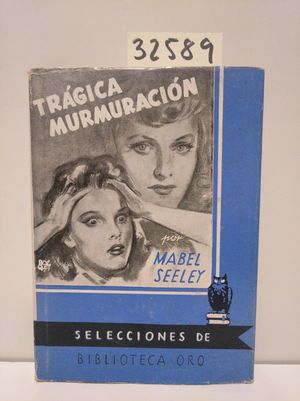 32589
TRÁGICA
MURMURACIÓN
por
MABEL
SEELEY
SELECCIONES DE
BIBLIOTECA ORO